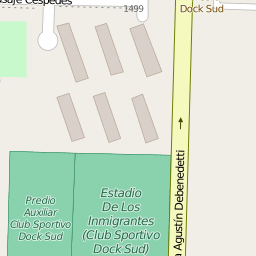 Céspedes
1499
Dock Sud
Agustín Debenedetti
Predio
Auxiliar
Club Sportivo
Dock Sud
Estadio
De Los
Inmigrantes
(Club Sportivo
Dock Sud)